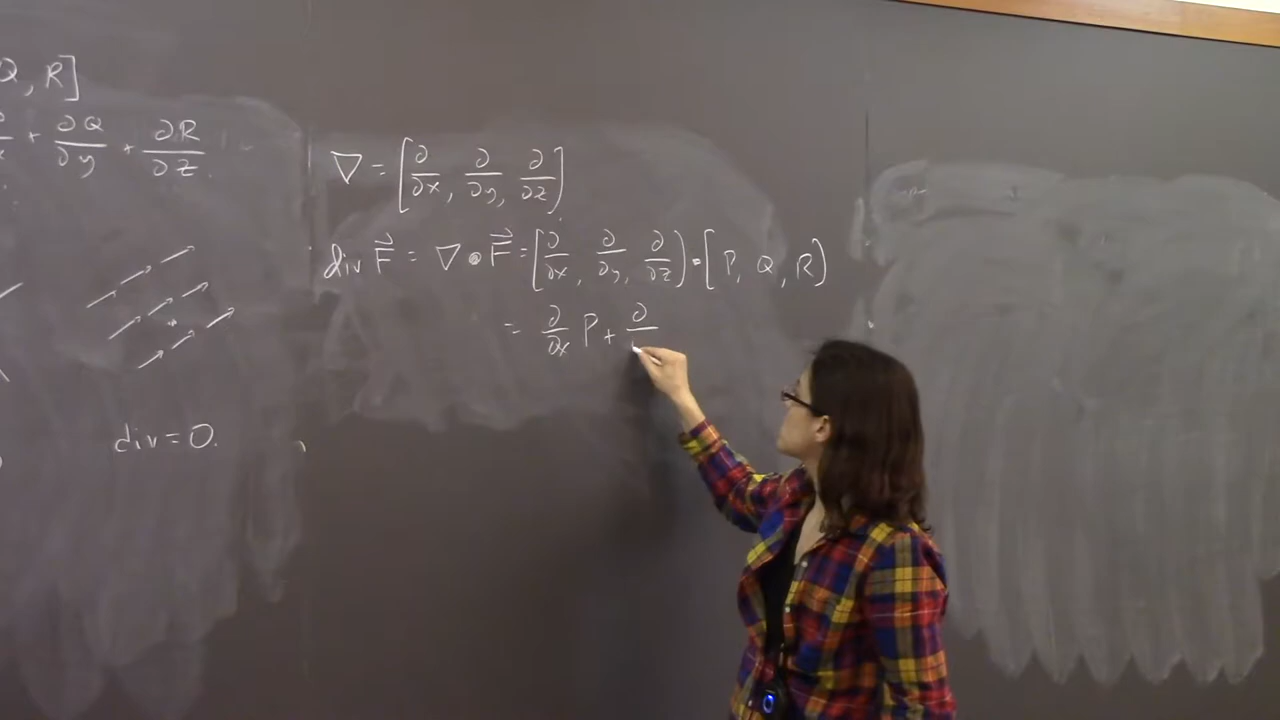 Q, R]
+ ∂Q/∂y + ∂R/∂z
div = 0.
∇ = [∂/∂x, ∂/∂y, ∂/∂z]
div F⃗ = ∇ • F⃗ = [∂/∂x, ∂/∂y, ∂/∂z] • [P, Q, R]
= ∂/∂x P + ∂/